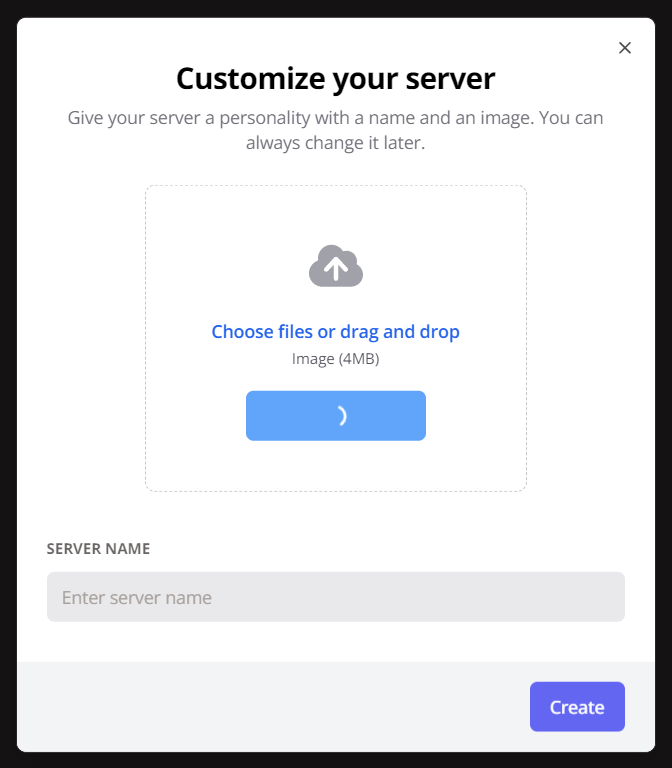 Customize your server
Give your server a personality with a name and an image. You can
always change it later.
Choose files or drag and drop
Image (4MB)
SERVER NAME
Enter server name
Create